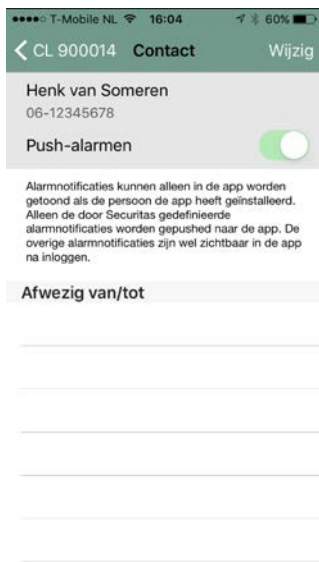 T-Mobile NL 16:04 60%
CL 900014 Contact Wijzig
Henk van Someren
06-12345678
Push-alarmen
Alarmnotificaties kunnen alleen in de app worden
getoond als de persoon de app heeft geïnstalleerd.
Alleen de door Securitas gedefinieerde
alarmnotificaties worden gepushed naar de app. De
overige alarmnotificaties zijn wel zichtbaar in de app
na inloggen.
Afwezig van/tot